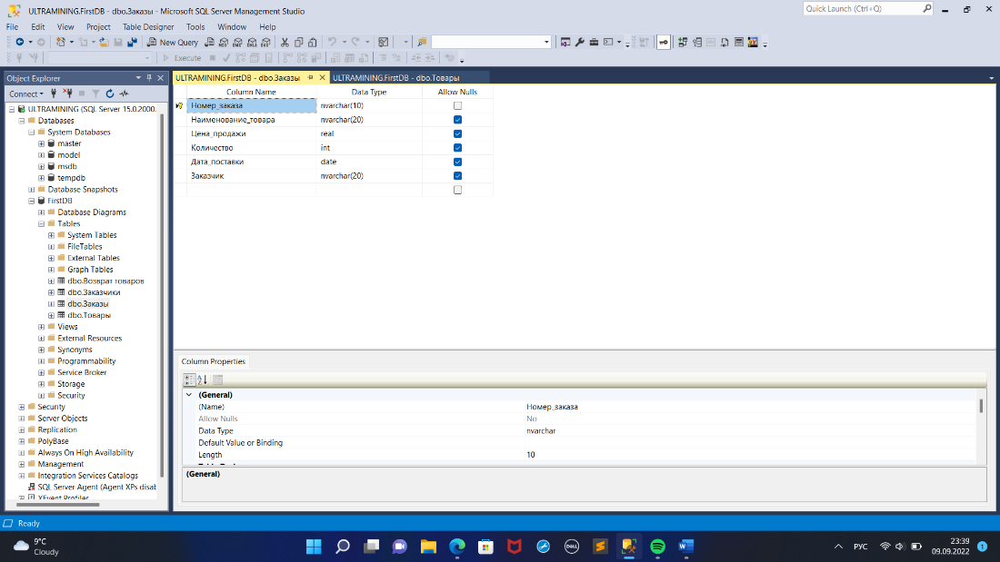 ULTRAMINING.FirstDB - dbo.Заказы - Microsoft SQL Server Management Studio
Quick Launch (Ctrl+Q)
File Edit View Project Table Designer Tools Window Help
New Query
Execute
Object Explorer
Connect
ULTRAMINING (SQL Server 15.0.2000.
Databases
System Databases
master
model
msdb
tempdb
Database Snapshots
FirstDB
Database Diagrams
Tables
System Tables
FileTables
External Tables
Graph Tables
dbo.Возврат товаров
dbo.Заказчики
dbo.Заказы
dbo.Товары
Views
External Resources
Synonyms
Programmability
Service Broker
Storage
Security
Security
Server Objects
Replication
PolyBase
Always On High Availability
Management
Integration Services Catalogs
SQL Server Agent (Agent XPs disab
XEvent Profiler
ULTRAMINING.FirstDB - dbo.Заказы
ULTRAMINING.FirstDB - dbo.Товары
Column Name Data Type Allow Nulls
Номер_заказа nvarchar(10)
Наименование_товара nvarchar(20)
Цена_продажи real
Количество int
Дата_поставки date
Заказчик nvarchar(20)
Column Properties
(General)
(Name) Номер_заказа
Allow Nulls No
Data Type nvarchar
Default Value or Binding
Length 10
(General)
Ready
9°C
Cloudy
DELL
РУС
23:39
09.09.2022
1